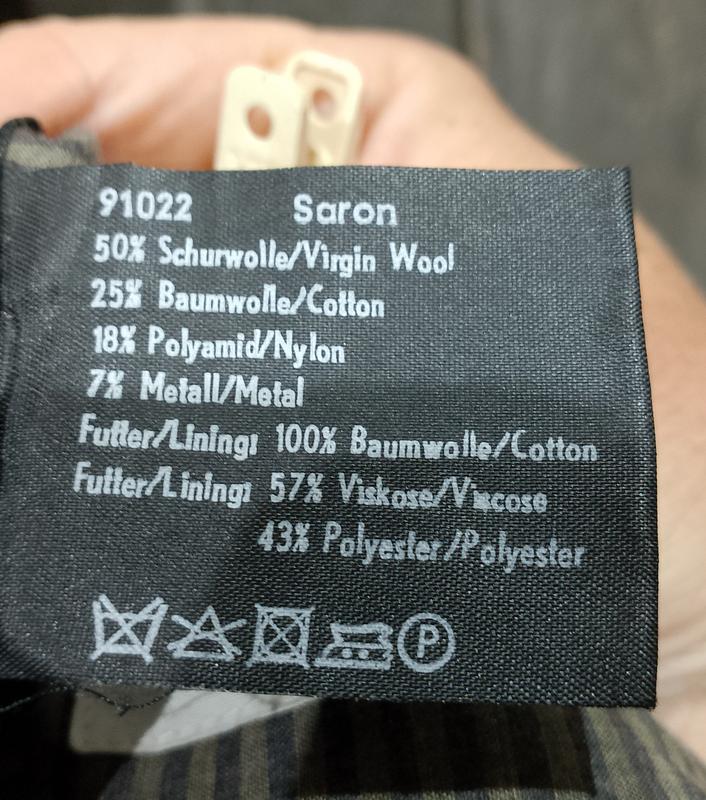 91022 Saron
50% Schurwolle/Virgin Wool
25% Baumwolle/Cotton
18% Polyamid/Nylon
7% Metall/Metal
Futter/Lining: 100% Baumwolle/Cotton
Futter/Lining: 57% Viskose/Viscose
43% Polyester/Polyester
P